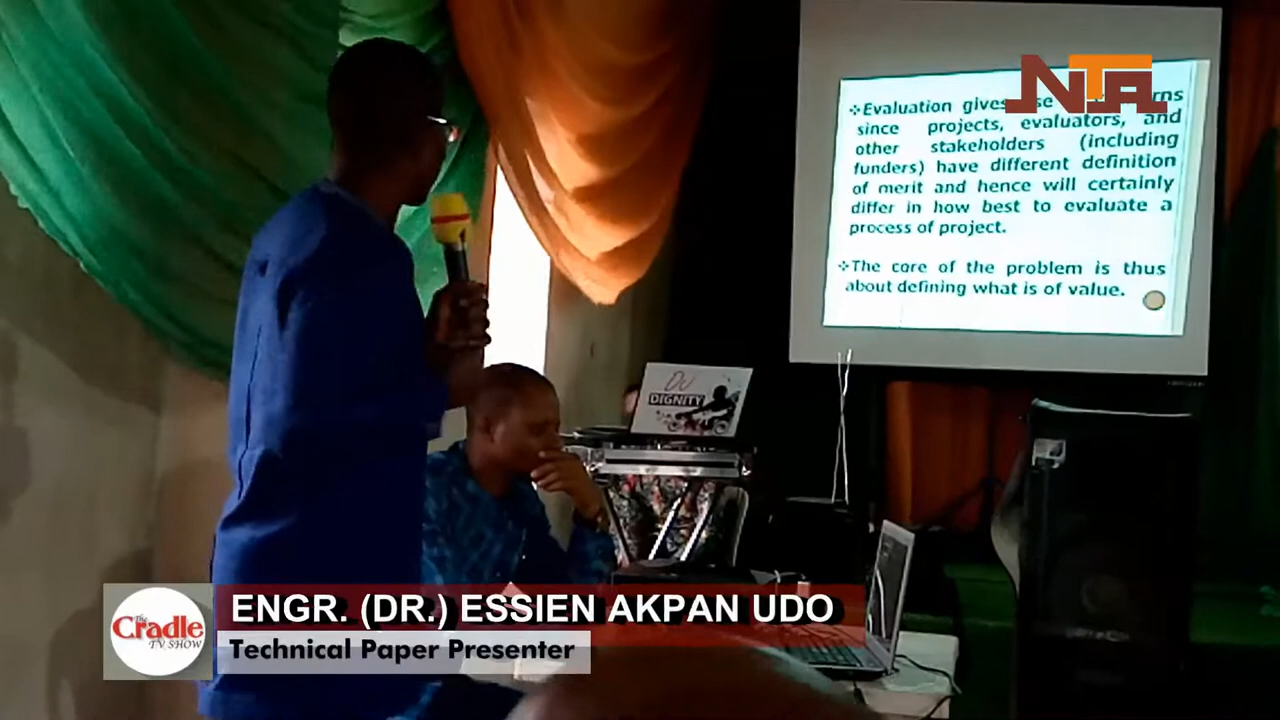 NTA
❖Evaluation gives
since projects, evaluators, and
other stakeholders (including
funders) have different definition
of merit and hence will certainly
differ in how best to evaluate a
process of project.
❖The core of the problem is thus
about defining what is of value.
DJ
DIGNITY
ENGR. (DR.) ESSIEN AKPAN UDO
The
Cradle
TV SHOW
Technical Paper Presenter